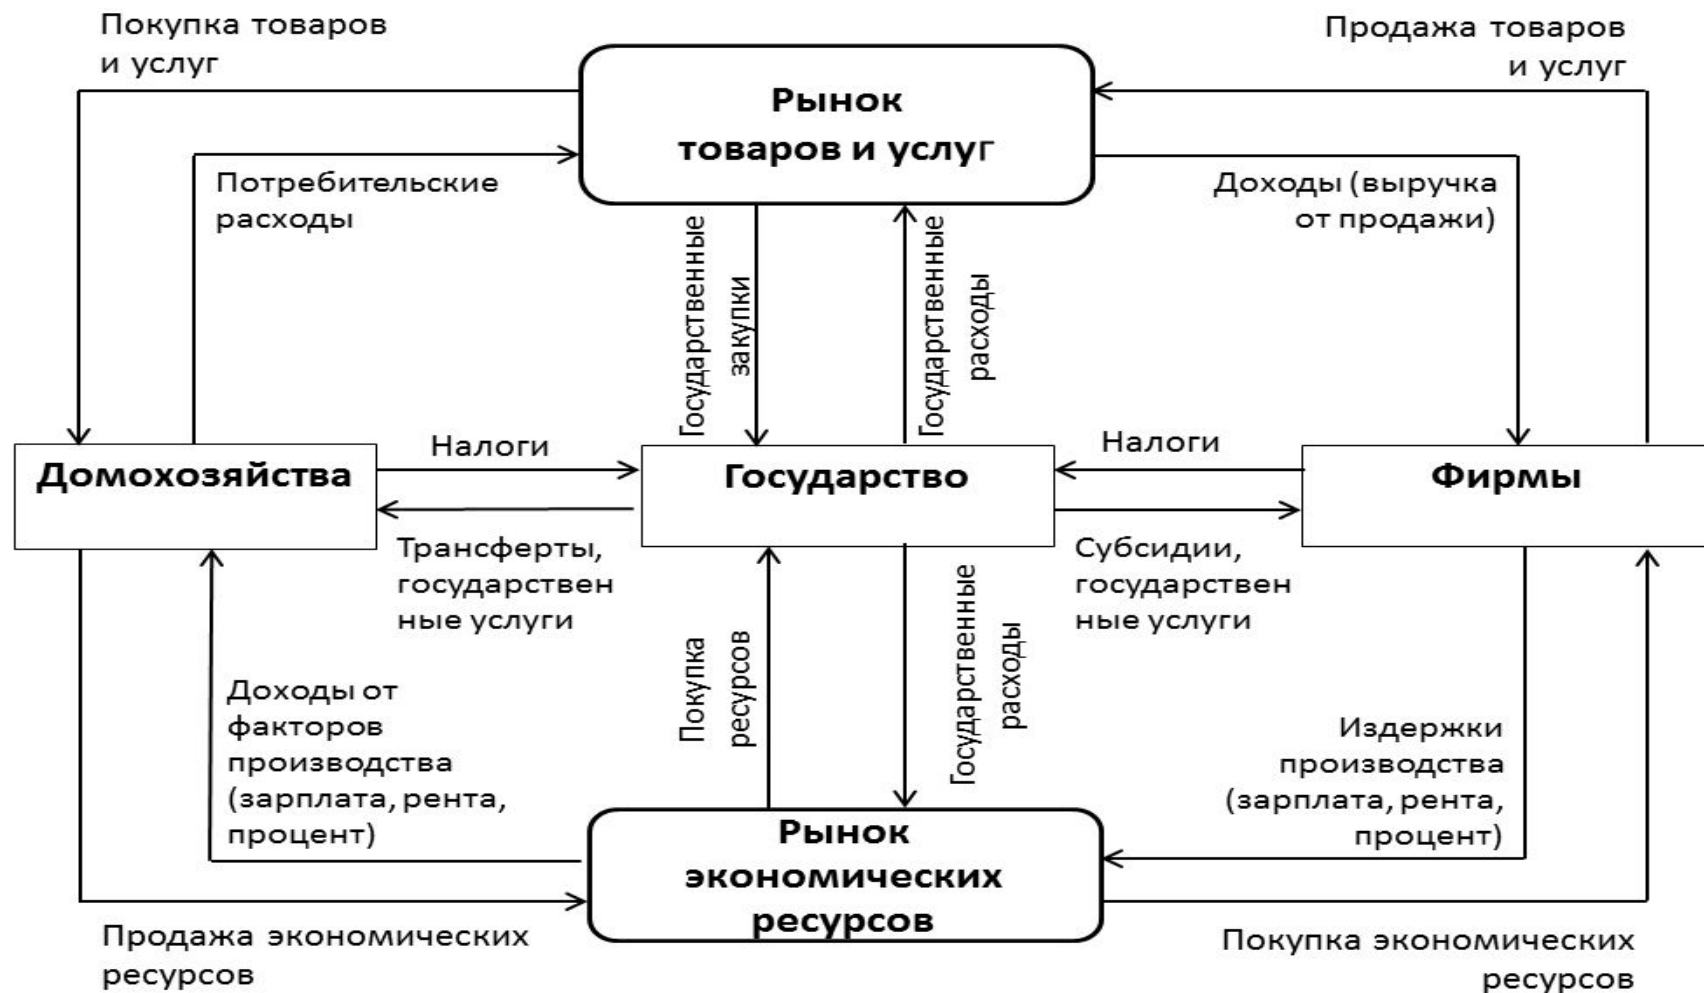 Покупка товаров
и услуг
Продажа товаров
и услуг
Рынок
товаров и услуг
Потребительские
расходы
Доходы (выручка
от продажи)
Государственные
закупки
Государственные
расходы
Налоги
Налоги
Домохозяйства
Государство
Фирмы
Трансферты,
государствен
ные услуги
Субсидии,
государствен
ные услуги
Покупка
ресурсов
Государственные
расходы
Доходы от
факторов
производства
(зарплата, рента,
процент)
Издержки
производства
(зарплата, рента,
процент)
Рынок
экономических
ресурсов
Продажа экономических
ресурсов
Покупка экономических
ресурсов